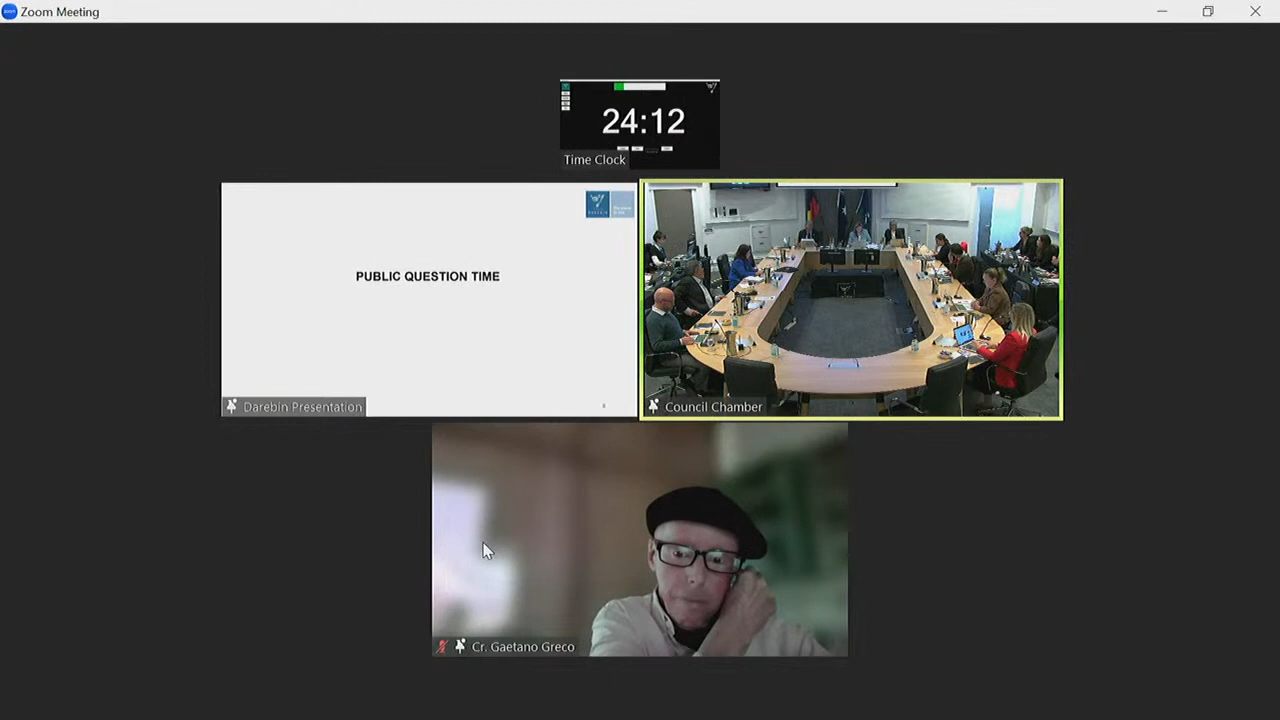 Zoom Meeting
24:12
Time Clock
PUBLIC QUESTION TIME
Darebin Presentation
Council Chamber
Cr. Gaetano Greco